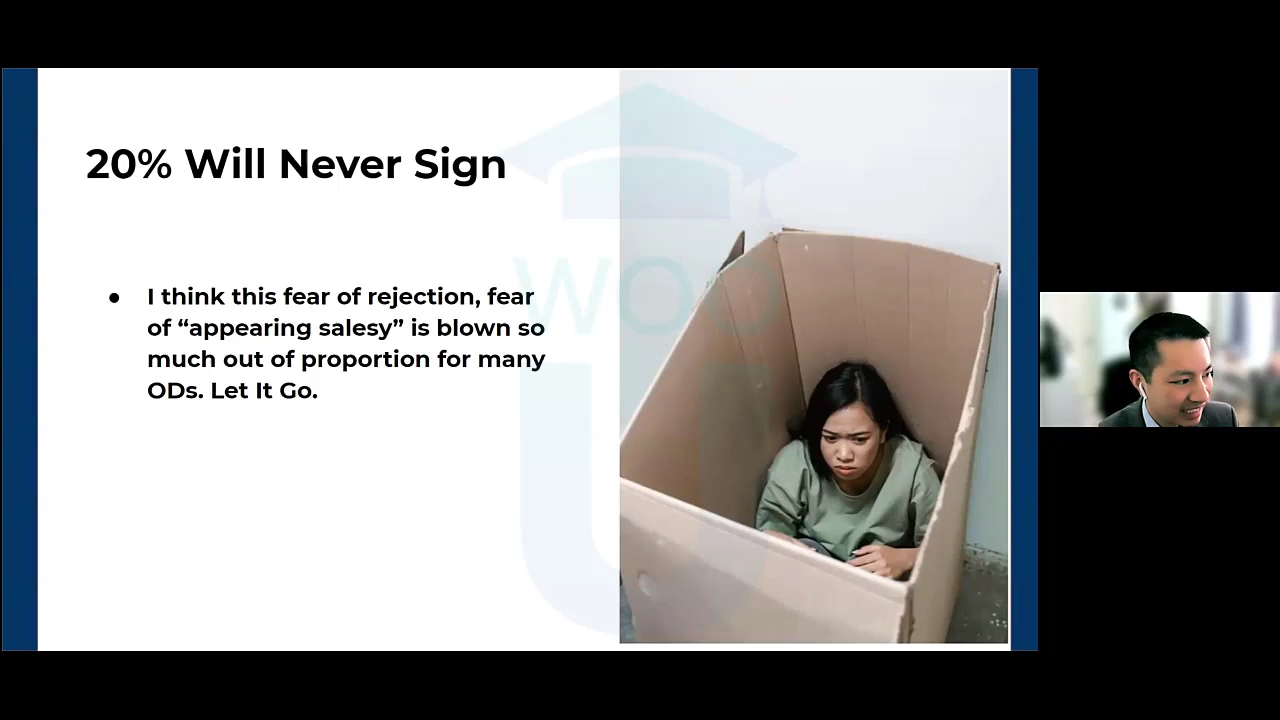 20% Will Never Sign
WOO
● I think this fear of rejection, fear
of “appearing salesy” is blown so
much out of proportion for many
ODs. Let It Go.